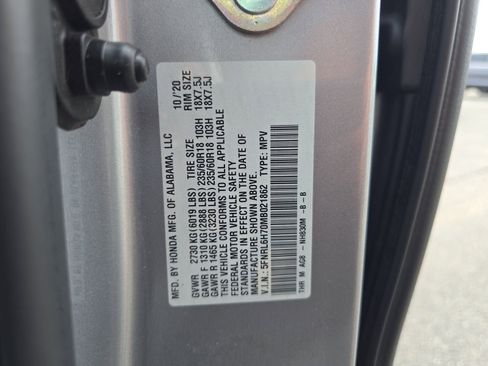 MFD. BY HONDA MFG. OF ALABAMA, LLC 10/'20
GVWR 2730 KG(6019 LBS) TIRE SIZE RIM SIZE
GAWR F 1310 KG(2888 LBS) 235/60R18 103H 18X7.5J
GAWR R 1465 KG(3230 LBS) 235/60R18 103H 18X7.5J
THIS VEHICLE CONFORMS TO ALL APPLICABLE
FEDERAL MOTOR VEHICLE SAFETY
STANDARDS IN EFFECT ON THE DATE OF
MANUFACTURE SHOWN ABOVE.
V.I.N.: 5FNRL6H70MB021862 TYPE: MPV
THR M AGB - NH830M -B -B